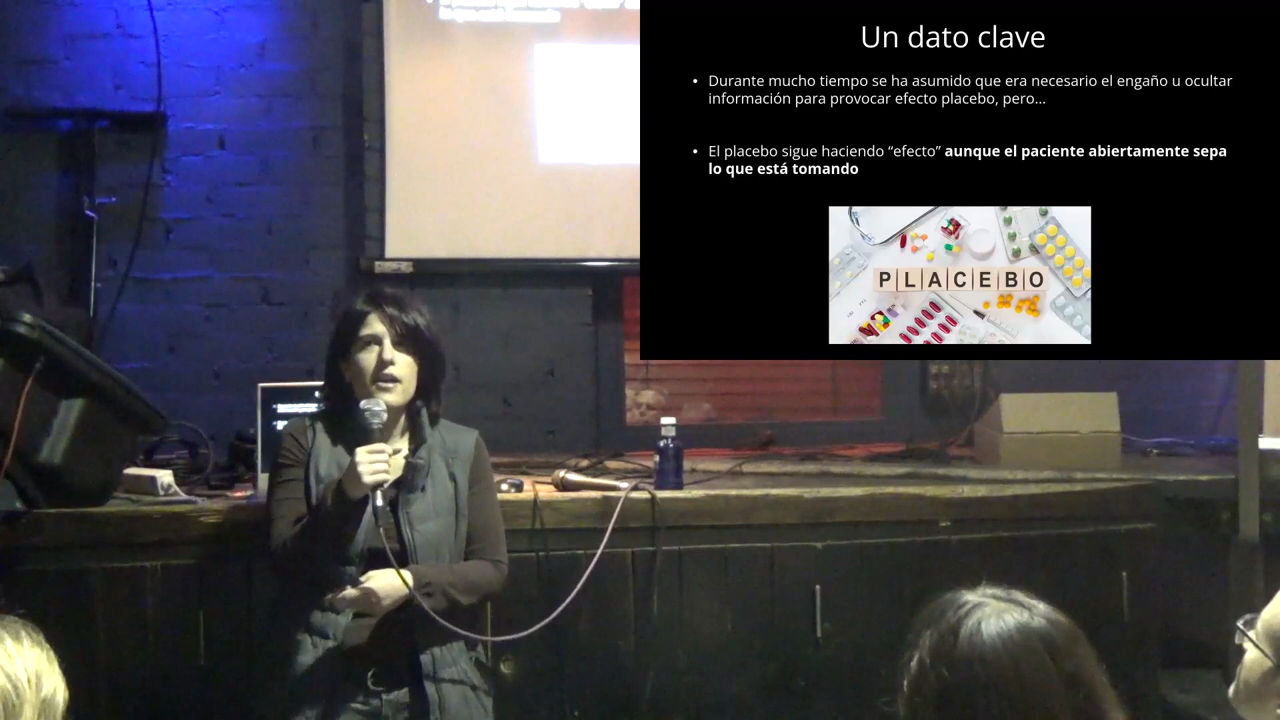 Un dato clave
• Durante mucho tiempo se ha asumido que era necesario el engaño u ocultar
información para provocar efecto placebo, pero...
• El placebo sigue haciendo “efecto” aunque el paciente abiertamente sepa
lo que está tomando
PLACEBO